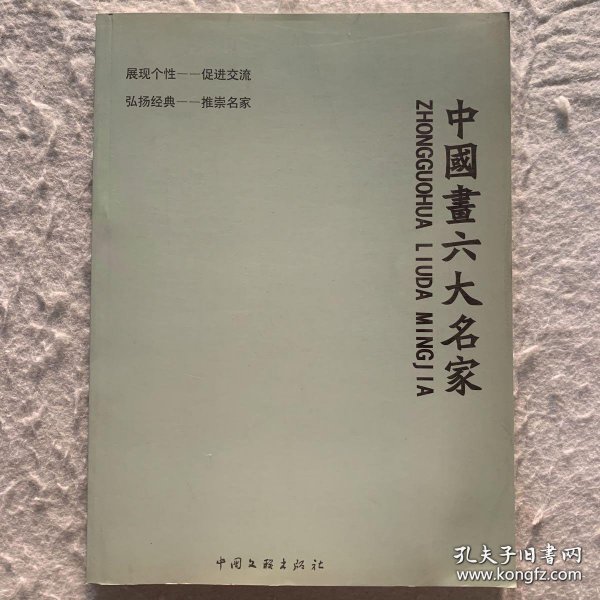 展现个性——促进交流
弘扬经典——推崇名家
中國畫六大名家
ZHONGGUOHUA LIUDA MINGJIA
中国文联出版社
孔夫子旧书网
www.kongfz.com